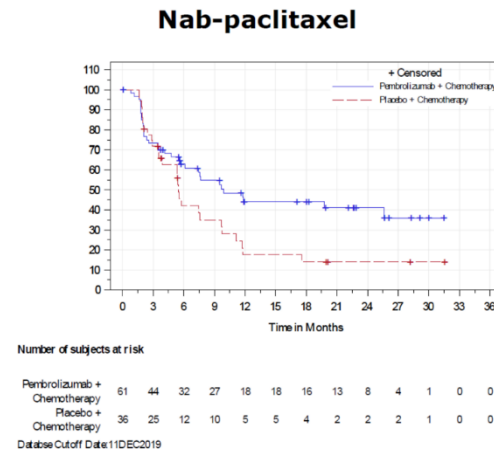 Nab-paclitaxel
+ Censored
Pembrolizumab + Chemotherapy
Placebo + Chemotherapy
110
100
90
80
70
60
50
40
30
20
10
0
0 3 6 9 12 15 18 21 24 27 30 33 36
Time in Months
Number of subjects at risk
Pembrolizumab +
Chemotherapy
61 44 32 27 18 18 16 13 8 4 1 0 0
Placebo +
Chemotherapy
36 25 12 10 5 5 4 2 2 2 1 0 0
Databse Cutoff Date:11DEC2019